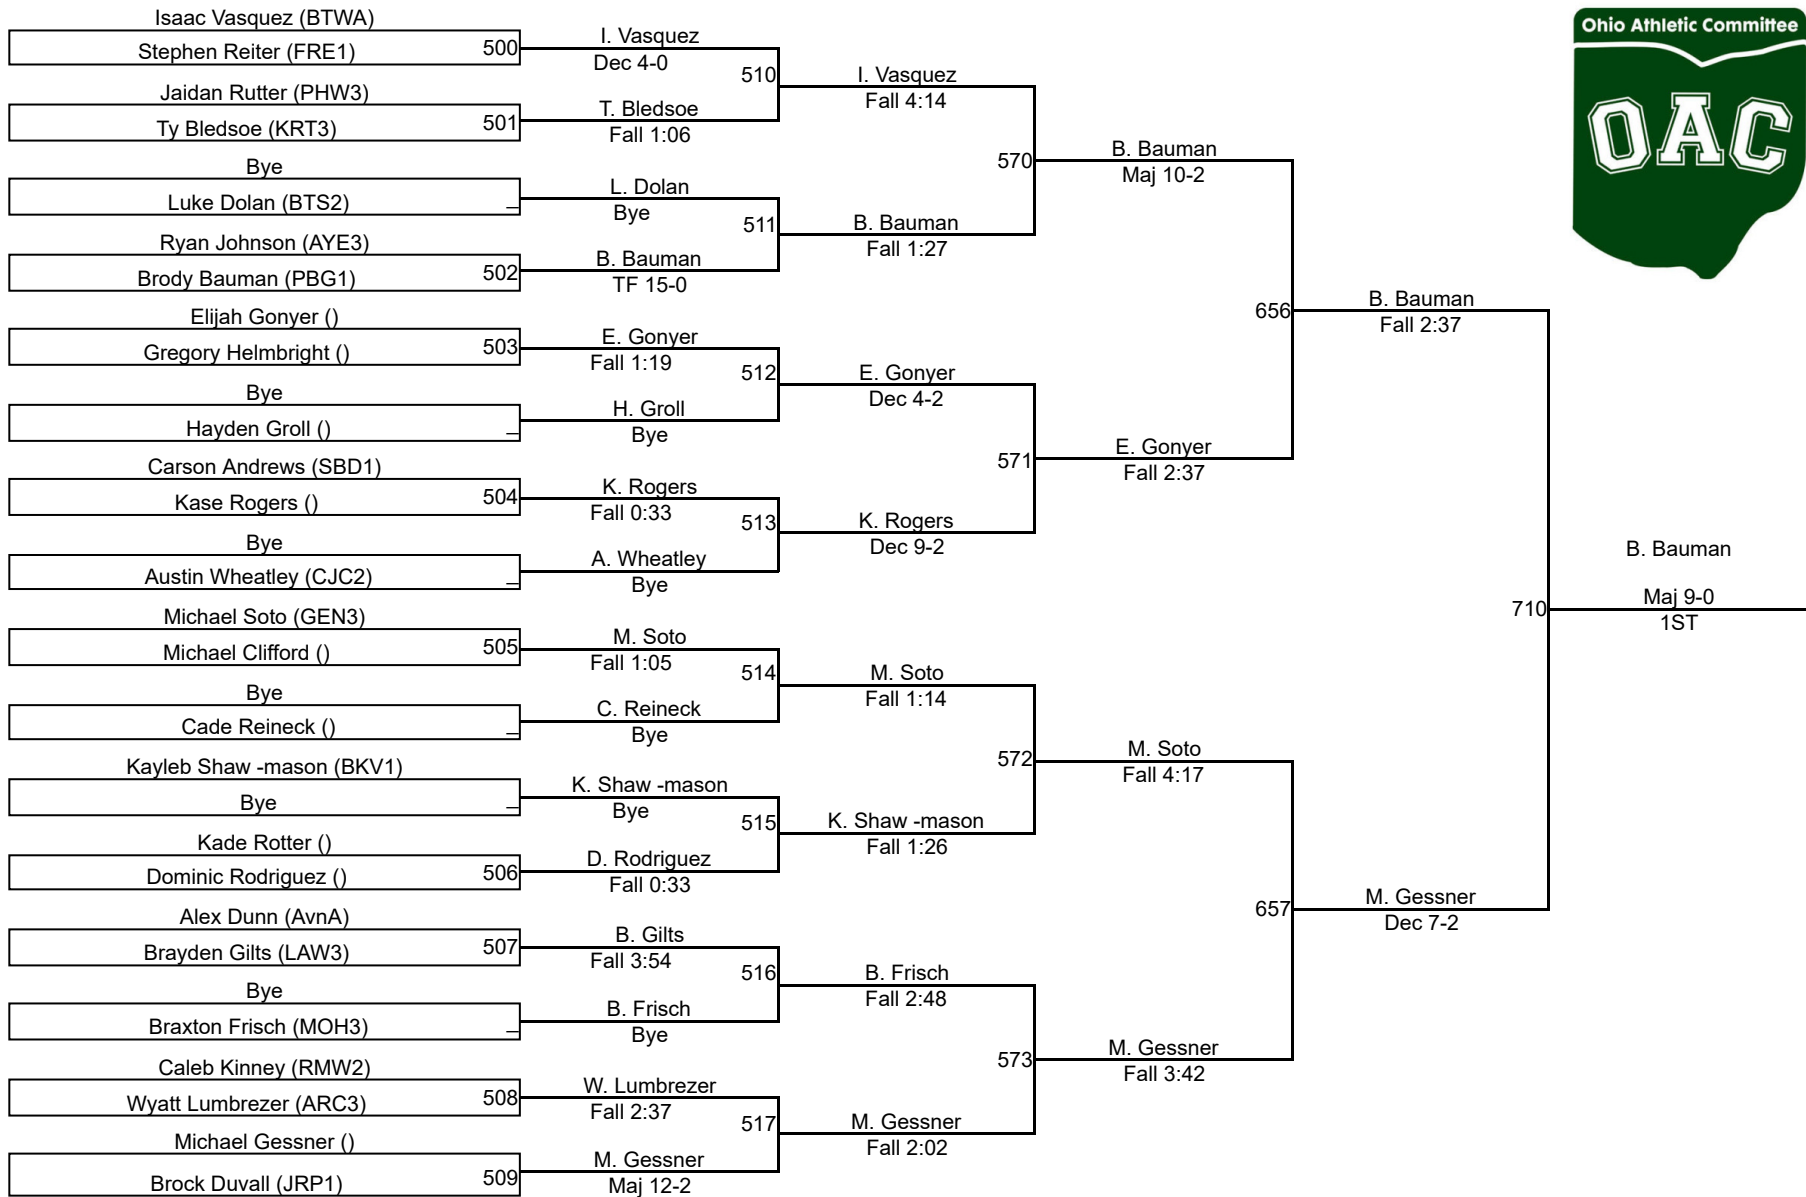 Isaac Vasquez (BTWA)
Stephen Reiter (FRE1)
500
Jaidan Rutter (PHW3)
Ty Bledsoe (KRT3)
501
Bye
Luke Dolan (BTS2)
_
Ryan Johnson (AYE3)
Brody Bauman (PBG1)
502
Elijah Gonyer ()
Gregory Helmbright ()
503
Bye
Hayden Groll ()
_
Carson Andrews (SBD1)
Kase Rogers ()
504
Bye
Austin Wheatley (CJC2)
_
Michael Soto (GEN3)
Michael Clifford ()
505
Bye
Cade Reineck ()
_
Kayleb Shaw -mason (BKV1)
Bye
_
Kade Rotter ()
Dominic Rodriguez ()
506
Alex Dunn (AvnA)
Brayden Gilts (LAW3)
507
Bye
Braxton Frisch (MOH3)
_
Caleb Kinney (RMW2)
Wyatt Lumbrezer (ARC3)
508
Michael Gessner ()
Brock Duvall (JRP1)
509
I. Vasquez
Dec 4-0
510
T. Bledsoe
Fall 1:06
L. Dolan
Bye
511
B. Bauman
TF 15-0
E. Gonyer
Fall 1:19
512
H. Groll
Bye
K. Rogers
Fall 0:33
513
A. Wheatley
Bye
M. Soto
Fall 1:05
514
C. Reineck
Bye
K. Shaw -mason
Bye
515
D. Rodriguez
Fall 0:33
B. Gilts
Fall 3:54
516
B. Frisch
Bye
W. Lumbrezer
Fall 2:37
517
M. Gessner
Maj 12-2
I. Vasquez
Fall 4:14
570
B. Bauman
Fall 1:27
E. Gonyer
Dec 4-2
571
K. Rogers
Dec 9-2
M. Soto
Fall 1:14
572
K. Shaw -mason
Fall 1:26
B. Frisch
Fall 2:48
573
M. Gessner
Fall 2:02
B. Bauman
Maj 10-2
656
E. Gonyer
Fall 2:37
M. Soto
Fall 4:17
657
M. Gessner
Fall 3:42
B. Bauman
Fall 2:37
710
M. Gessner
Dec 7-2
B. Bauman
Maj 9-0
1ST
Ohio Athletic Committee
OAC